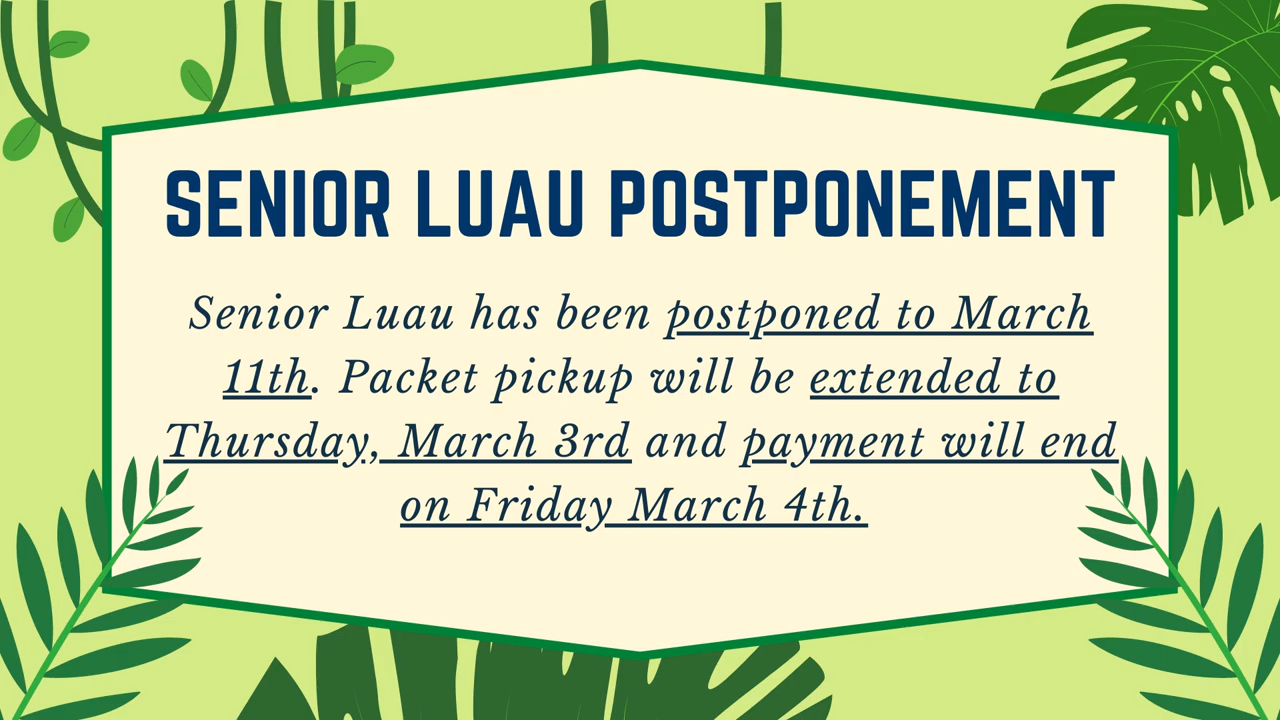 SENIOR LUAU POSTPONEMENT
Senior Luau has been postponed to March
11th. Packet pickup will be extended to
Thursday, March 3rd and payment will end
on Friday March 4th.